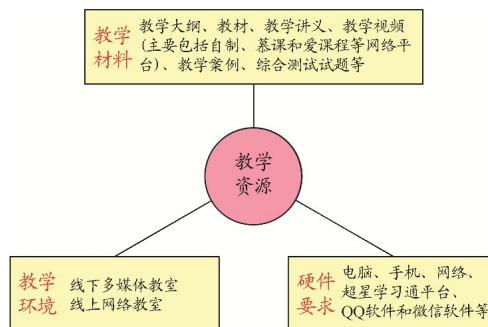 教学
材料
教学大纲、教材、教学讲义、教学视频
(主要包括自制、慕课和爱课程等网络平
台)、教学案例、综合测试试题等
教学
资源
教学
环境
线下多媒体教室
线上网络教室
硬件
要求
电脑、手机、网络、
超星学习通平台、
QQ软件和微信软件等